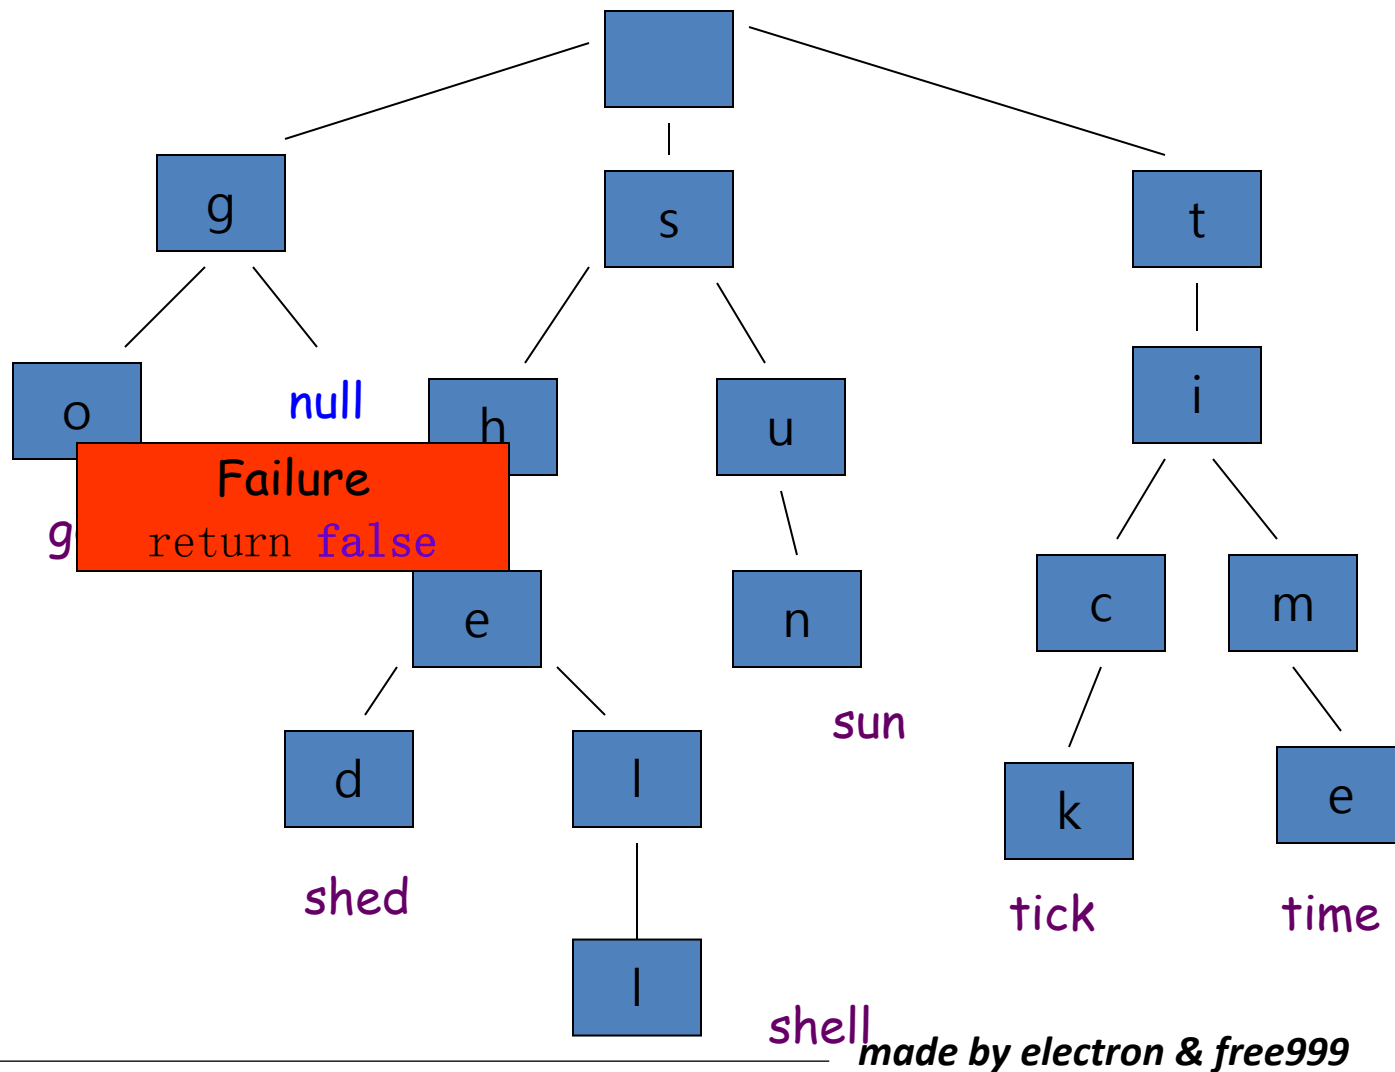 g
s
t
o
null
h
u
i
Failure
return false
g
e
n
c
m
sun
d
l
k
e
shed
tick
time
l
shell
made by electron & free999